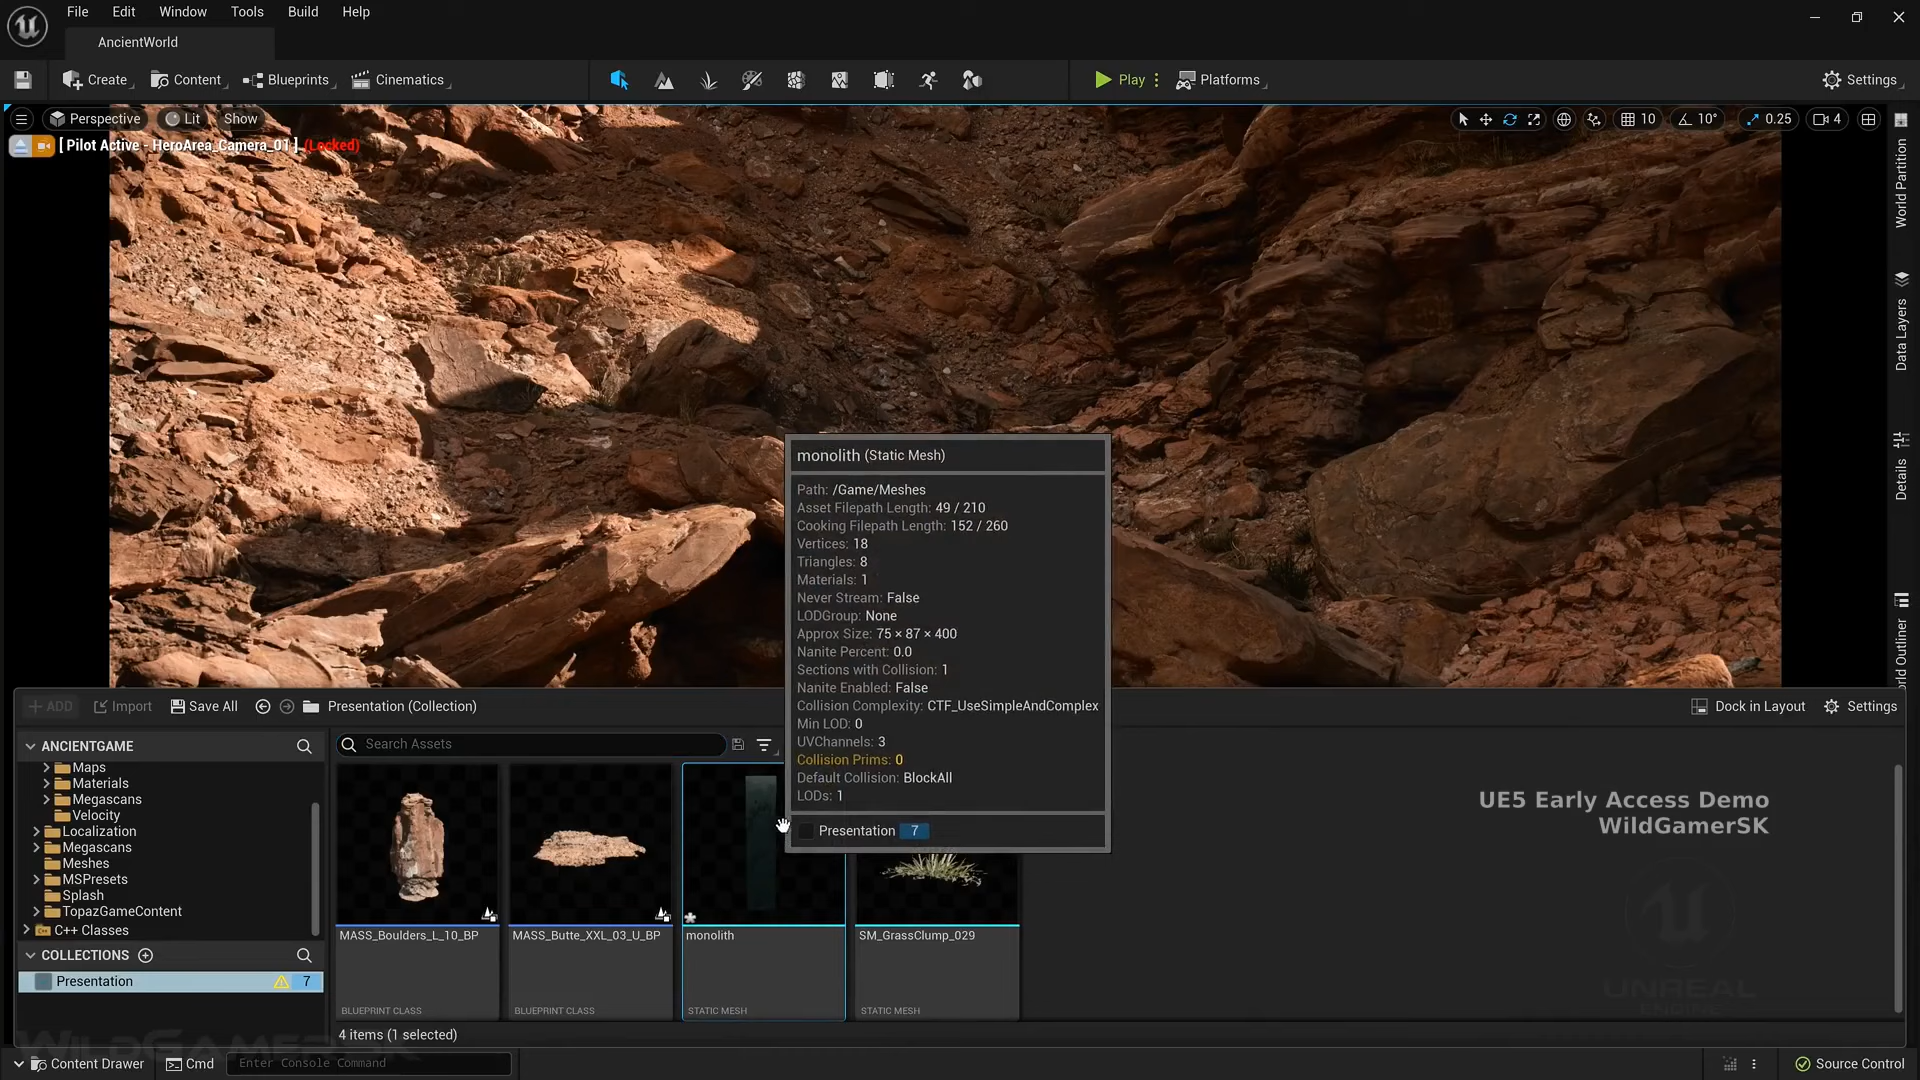 File Edit Window Tools Build Help
AncientWorld
Create Content Blueprints Cinematics Play Platforms Settings
Perspective Lit Show 10 10° 0.25 4
[ Pilot Active - HeroArea_Camera_01 ] (Locked)
World Partition
Data Layers
Details
World Outliner
monolith (Static Mesh)
Path: /Game/Meshes
Asset Filepath Length: 49 / 210
Cooking Filepath Length: 152 / 260
Vertices: 18
Triangles: 8
Materials: 1
Never Stream: False
LODGroup: None
Approx Size: 75 × 87 × 400
Nanite Percent: 0.0
Sections with Collision: 1
Nanite Enabled: False
Collision Complexity: CTF_UseSimpleAndComplex
Min LOD: 0
UVChannels: 3
Collision Prims: 0
Default Collision: BlockAll
LODs: 1
Presentation 7
+ ADD Import Save All Presentation (Collection) Dock in Layout Settings
ANCIENTGAME
Maps
Materials
Megascans
Velocity
Localization
Megascans
Meshes
MSPresets
Splash
TopazGameContent
C++ Classes
COLLECTIONS
Presentation 7
Search Assets
MASS_Boulders_L_10_BP
BLUEPRINT CLASS
MASS_Butte_XXL_03_U_BP
BLUEPRINT CLASS
monolith
STATIC MESH
SM_GrassClump_029
STATIC MESH
UE5 Early Access Demo
WildGamerSK
UNREAL
ENGINE
4 items (1 selected)
WILDGAMERSK
Content Drawer Cmd Enter Console Command Source Control